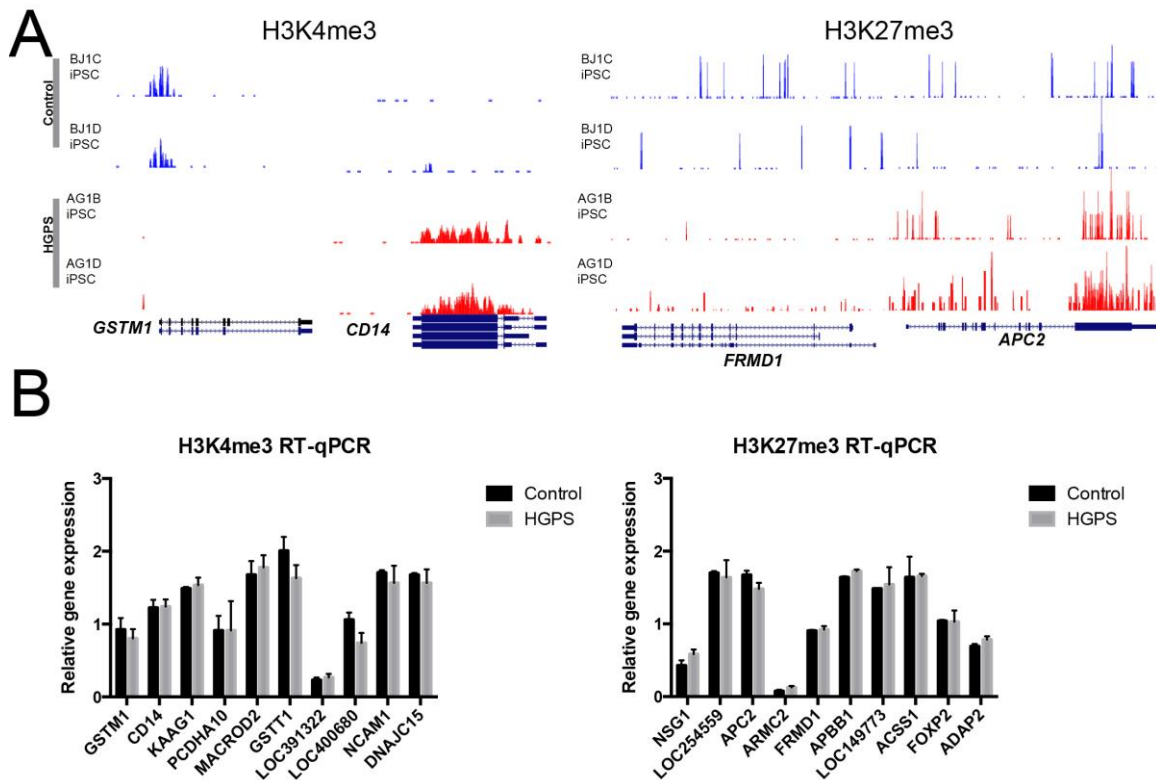 A
H3K4me3
H3K27me3
Control
BJ1C
iPSC
BJ1D
iPSC
HGPS
AG1B
iPSC
AG1D
iPSC
BJ1C
iPSC
BJ1D
iPSC
AG1B
iPSC
AG1D
iPSC
GSTM1
CD14
FRMD1
APC2
B
H3K4me3 RT-qPCR
Relative gene expression
3
2
1
0
Control
HGPS
GSTM1
CD14
KAAG1
PCDHA10
MACROD2
GSTT1
LOC391322
LOC400680
NCAM1
DNAJC15
H3K27me3 RT-qPCR
Relative gene expression
3
2
1
0
Control
HGPS
NSG1
LOC254559
APC2
ARMC2
FRMD1
APBB1
LOC149773
ACSS1
FOXP2
ADAP2